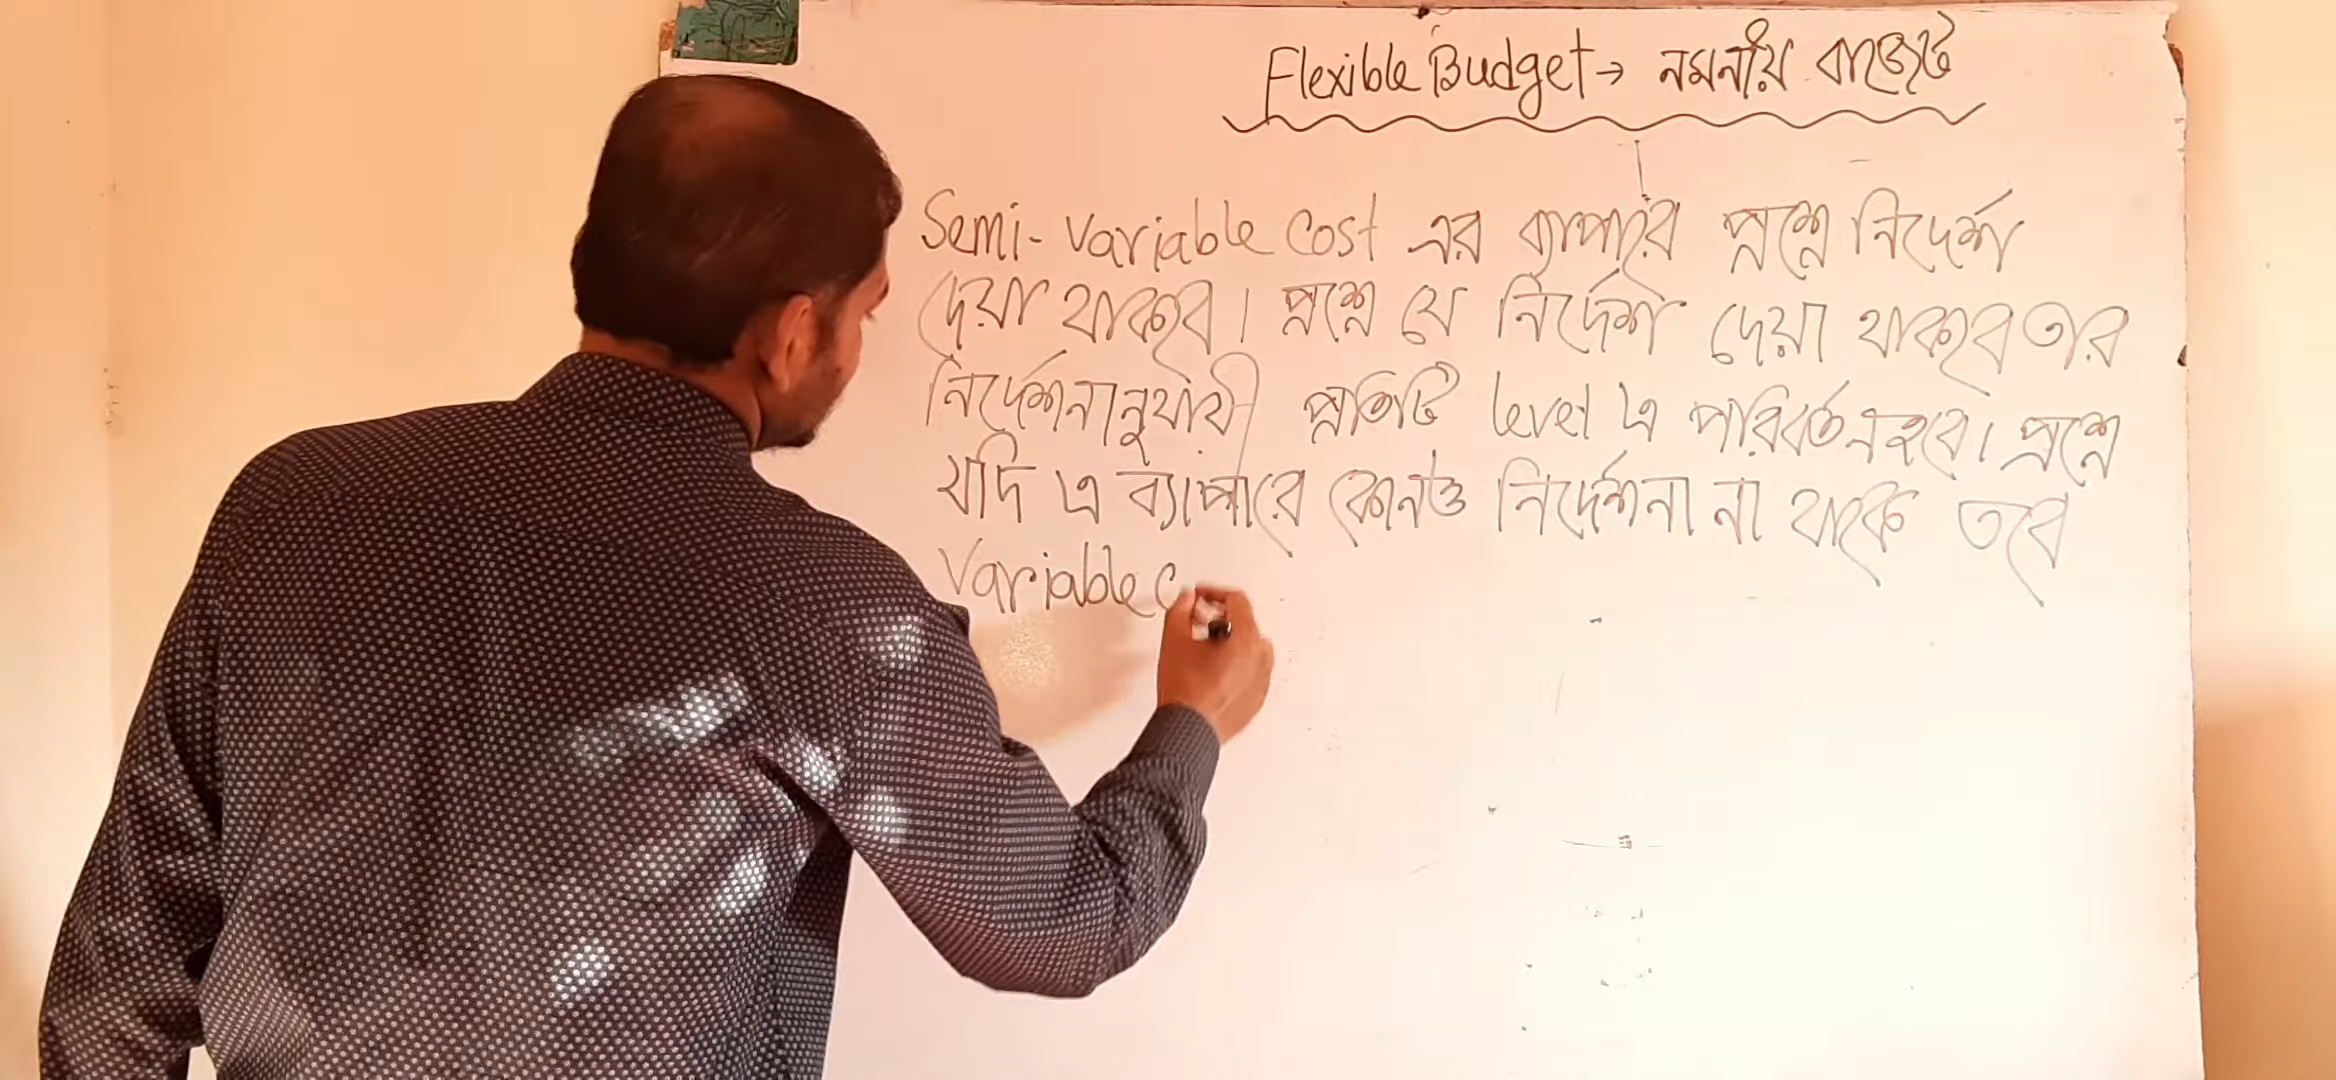 Flexible Budget → নমনীয় বাজেট
Semi-variable cost এর ব্যাপারে প্রশ্নে নির্দেশ
দেয়া থাকবে। প্রশ্নে যে নির্দেশ দেয়া থাকবে তার
নির্দেশনানুযায়ী প্রতিটি level এ পরিবর্তন হবে। প্রশ্নে
যদি এ ব্যাপারে কোনও নির্দেশনা না থাকে তবে
Variable c